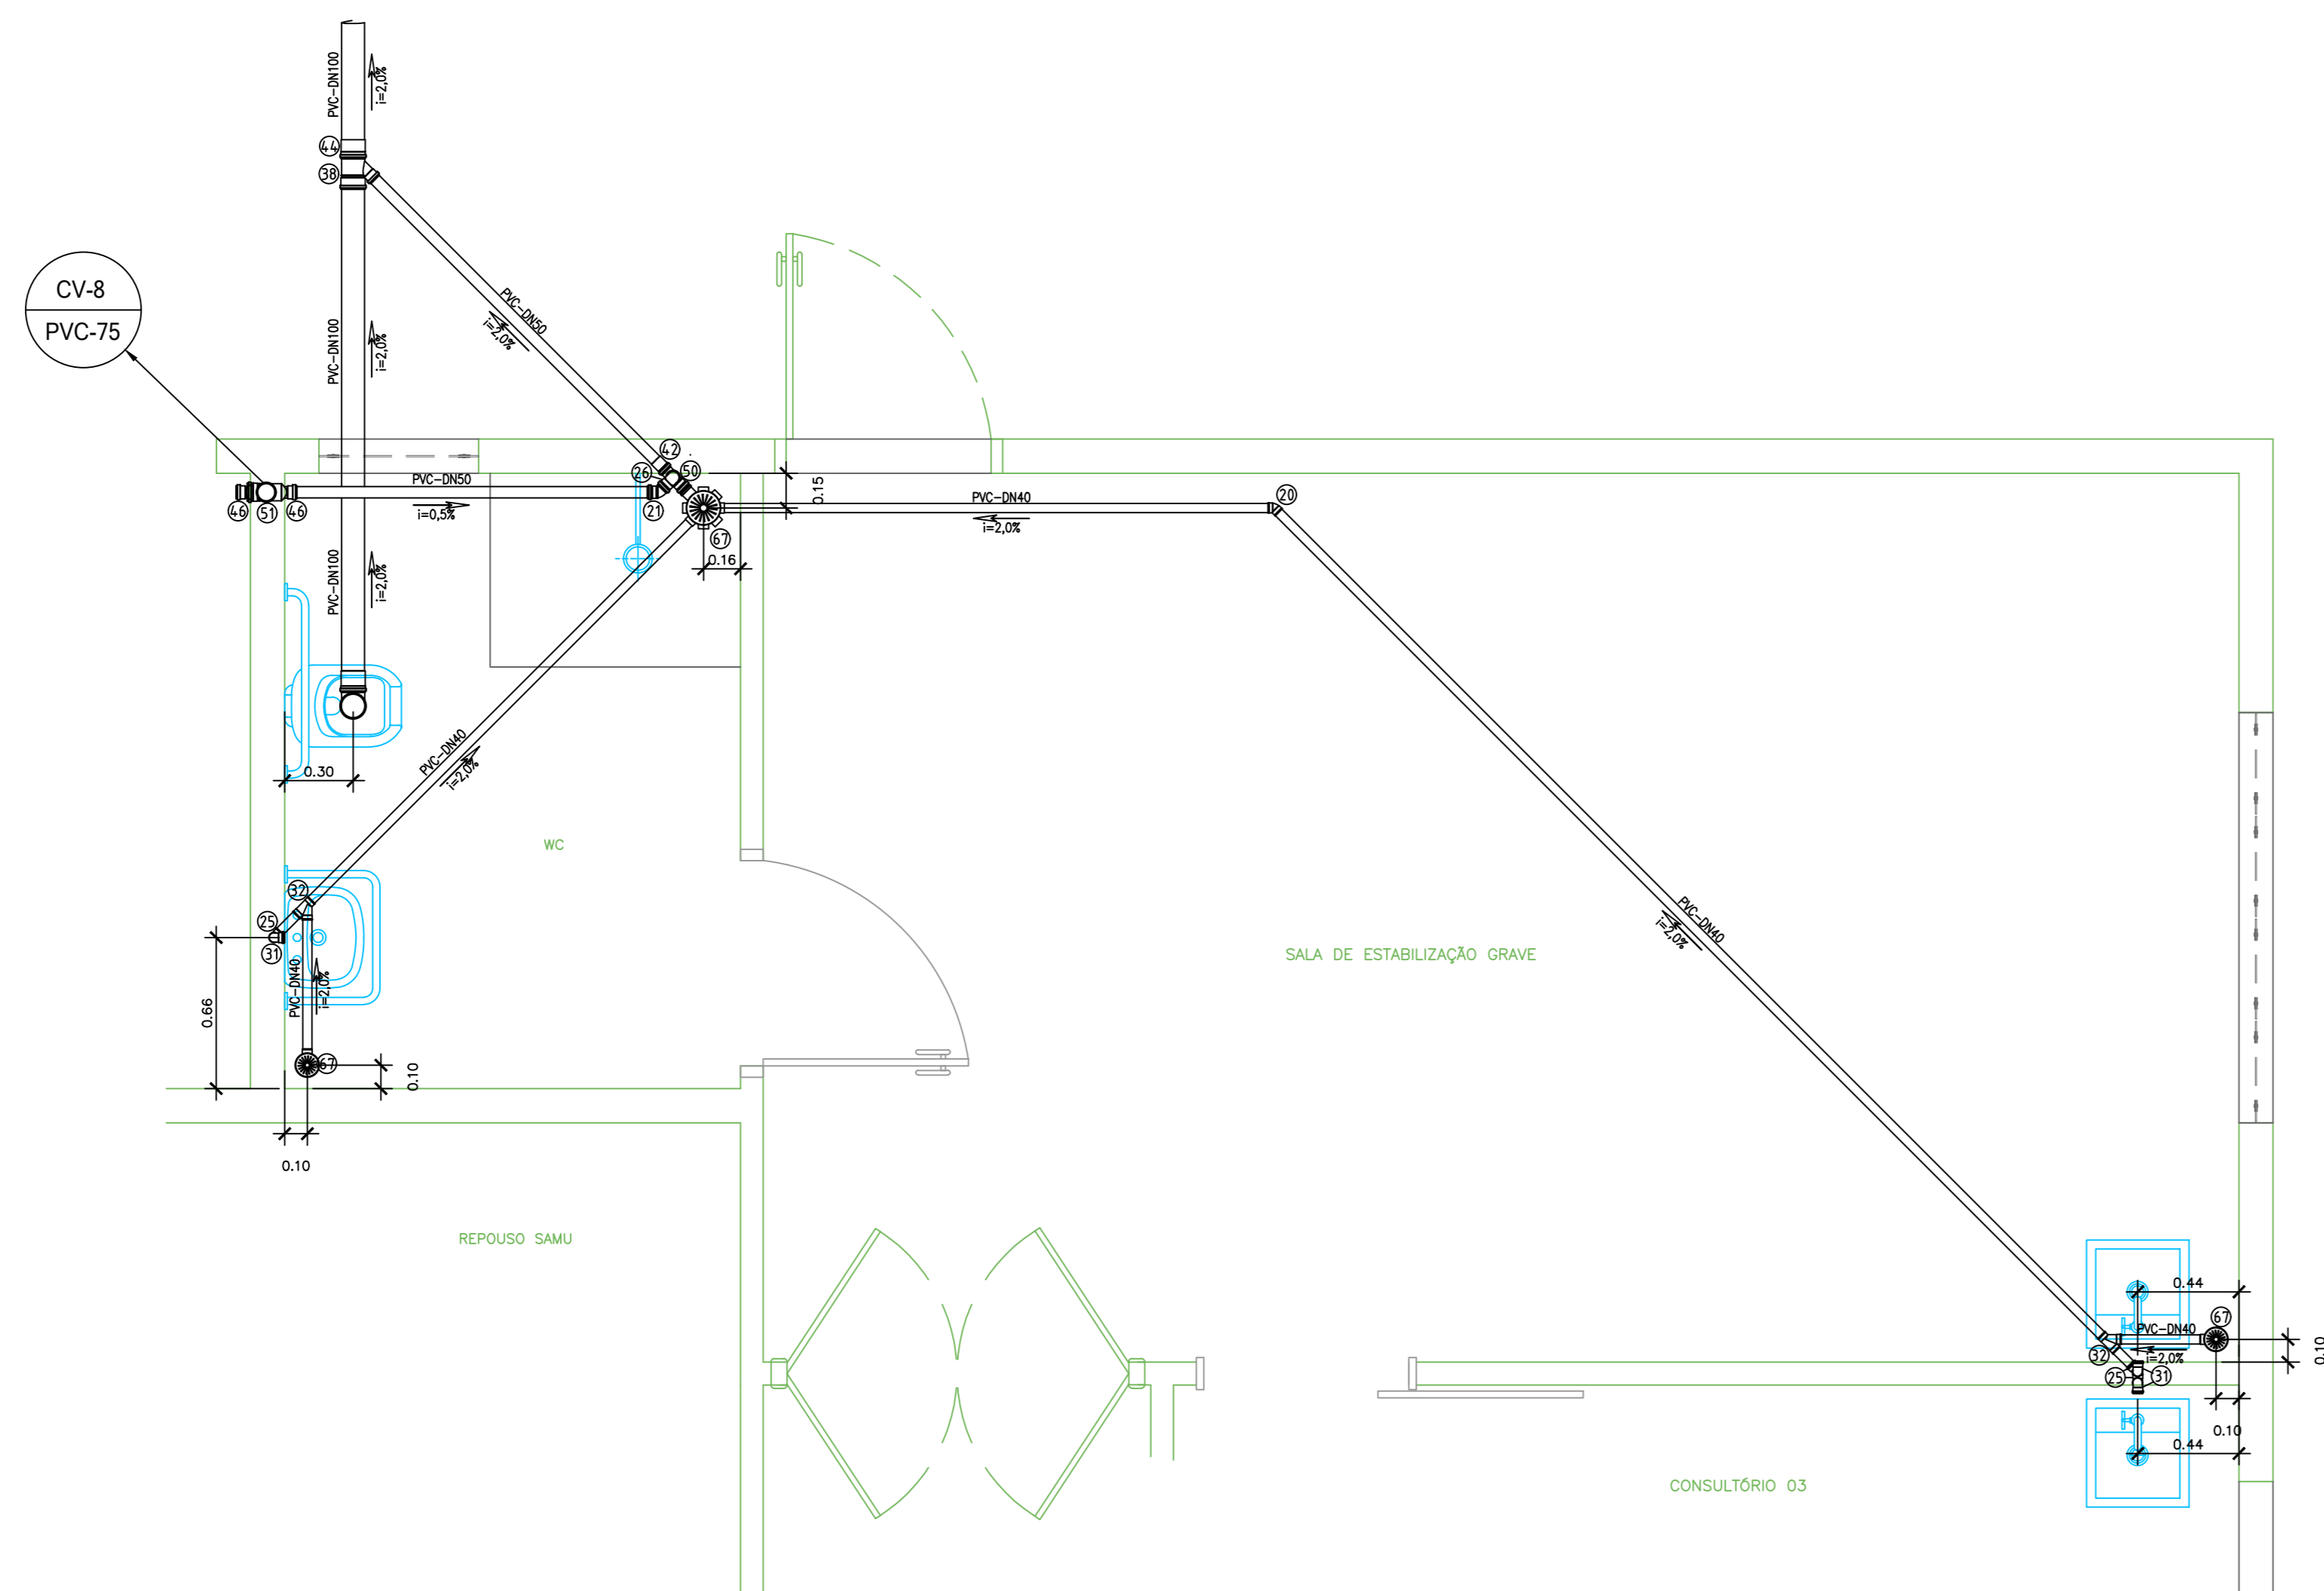 PVC-DN100
i=2,0%
44
38
CV-8
PVC-75
PVC-DN50
i=2,0%
PVC-DN100
i=2,0%
42
26
50
PVC-DN50
i=0,5%
46
51
46
21
0.15
PVC-DN40
i=2,0%
20
67
0.16
PVC-DN100
i=2,0%
PVC-DN40
i=2,0%
0.30
WC
32
25
31
PVC-DN40
i=2,0%
0.66
67
0.10
0.10
SALA DE ESTABILIZAÇÃO GRAVE
PVC-DN40
i=2,0%
REPOUSO SAMU
0.44
67
PVC-DN40
i=2,0%
32
25
31
0.10
0.10
0.44
CONSULTÓRIO 03